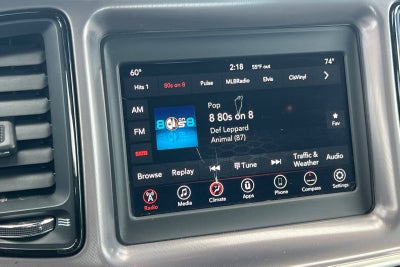 60° 2:18 55°F out 74°
Hits 1 80s on 8 Pulse MLBRadio Elvis ClsVinyl
AM
FM
SXM
Pop
8 80s on 8
Def Leppard
Animal (87)
Fav
Browse Replay Tune Traffic & Weather Audio
Radio Media Climate Apps Phone Compass Settings